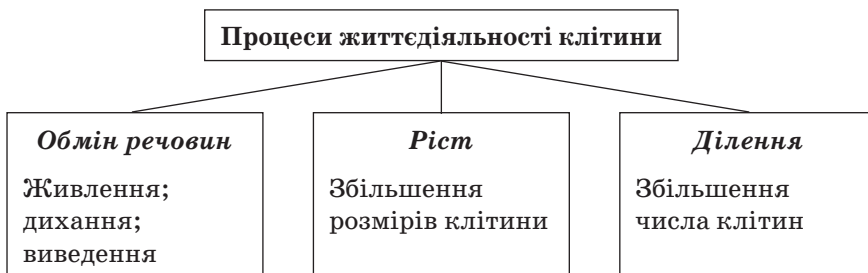 Процеси життєдіяльності клітини
Обмін речовин
Живлення;
дихання;
виведення
Ріст
Збільшення
розмірів клітини
Ділення
Збільшення
числа клітин